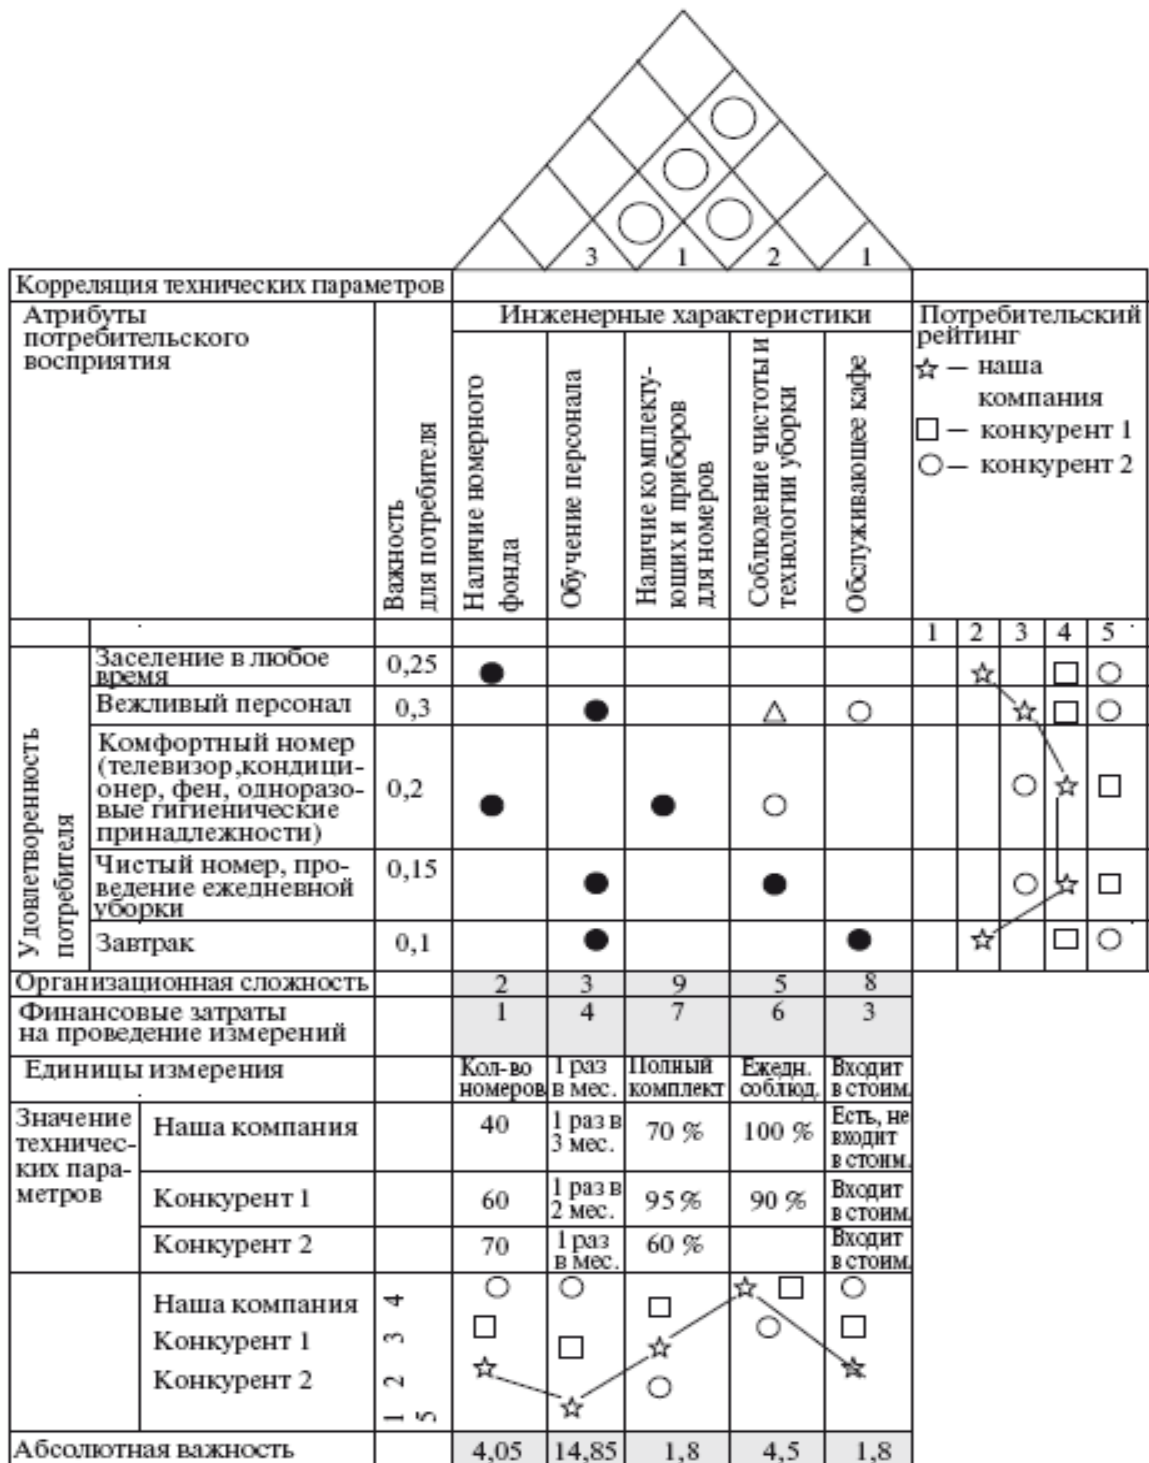 3 1 2 1
Корреляция технических параметров
Атрибуты
потребительского
восприятия
Важность
для потребителя
Инженерные характеристики
Наличие номерного
фонда
Обучение персонала
Наличие комплекту-
ющих и приборов
для номеров
Соблюдение чистоты и
технологии уборки
Обслуживающее кафе
Потребительский
рейтинг
— наша
компания
— конкурент 1
— конкурент 2
1 2 3 4 5
Удовлетворенность
потребителя
Заселение в любое
время
0,25
Вежливый персонал 0,3
Комфортный номер
(телевизор,кондици-
онер, фен, одноразо-
вые гигиенические
принадлежности)
0,2
Чистый номер, про-
ведение ежедневной
уборки
0,15
Завтрак 0,1
Организационная сложность 2 3 9 5 8
Финансовые затраты
на проведение измерений
1 4 7 6 3
Единицы измерения
Кол-во
номеров
1 раз
в мес.
Полный
комплект
Ежедн.
соблюд.
Входит
в стоим.
Значение
техничес-
ких пара-
метров
Наша компания
40
1 раз в
3 мес.
70 %
100 %
Есть, не
входит
в стоим.
Конкурент 1
60
1 раз в
2 мес.
95 %
90 %
Входит
в стоим.
Конкурент 2
70
1 раз
в мес.
60 %
Входит
в стоим.
Наша компания
Конкурент 1
Конкурент 2
1 2 3 4
5
Абсолютная важность 4,05 14,85 1,8 4,5 1,8